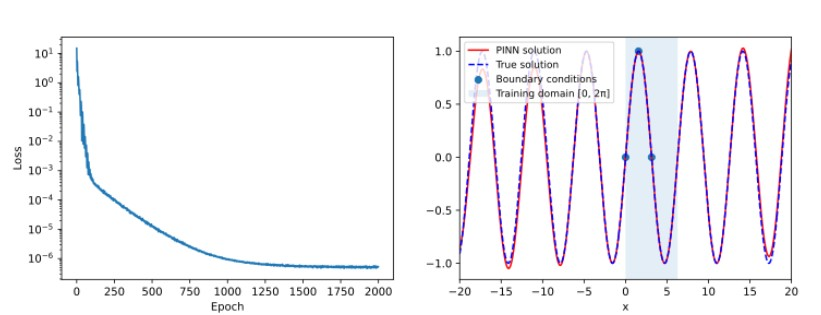 10¹
10⁰
10⁻¹
10⁻²
10⁻³
10⁻⁴
10⁻⁵
10⁻⁶
Loss
0 250 500 750 1000 1250 1500 1750 2000
Epoch
1.0
0.5
0.0
−0.5
−1.0
PINN solution
True solution
Boundary conditions
Training domain [0, 2π]
−20 −15 −10 −5 0 5 10 15 20
x